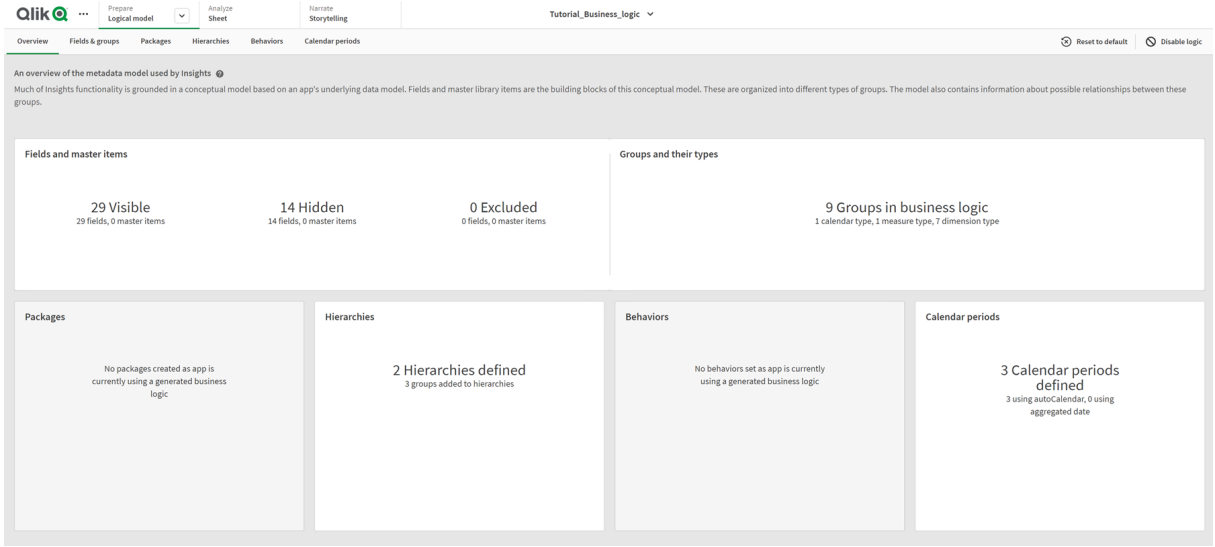 Qlik
Prepare
Logical model
Analyze
Sheet
Narrate
Storytelling
Tutorial_Business_logic
Overview
Fields & groups
Packages
Hierarchies
Behaviors
Calendar periods
Reset to default
Disable logic
An overview of the metadata model used by Insights
Much of Insights functionality is grounded in a conceptual model based on an app's underlying data model. Fields and master library items are the building blocks of this conceptual model. These are organized into different types of groups. The model also contains information about possible relationships between these
groups.
Fields and master items
29 Visible
29 fields, 0 master items
14 Hidden
14 fields, 0 master items
0 Excluded
0 fields, 0 master items
Groups and their types
9 Groups in business logic
1 calendar type, 1 measure type, 7 dimension type
Packages
No packages created as app is
currently using a generated business
logic
Hierarchies
2 Hierarchies defined
3 groups added to hierarchies
Behaviors
No behaviors set as app is currently
using a generated business logic
Calendar periods
3 Calendar periods
defined
3 using autoCalendar, 0 using
aggregated date